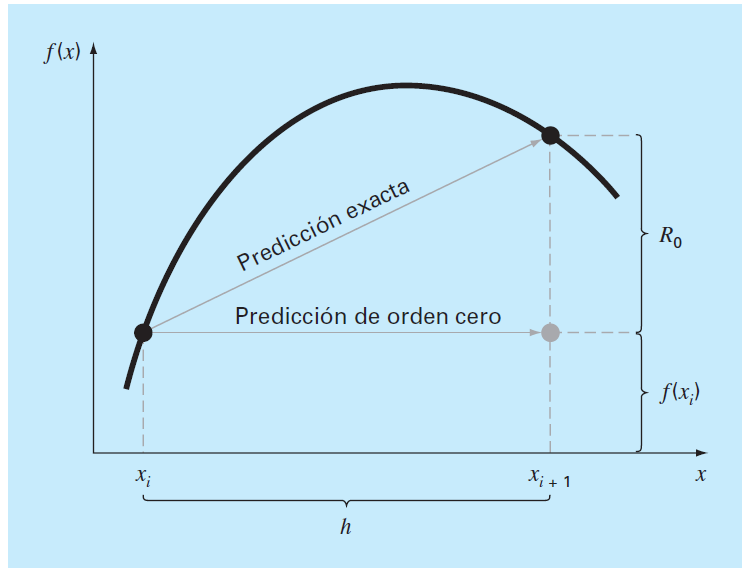 f(x)
Predicción exacta
R₀
Predicción de orden cero
f(xᵢ)
xᵢ
xᵢ₊₁
x
h